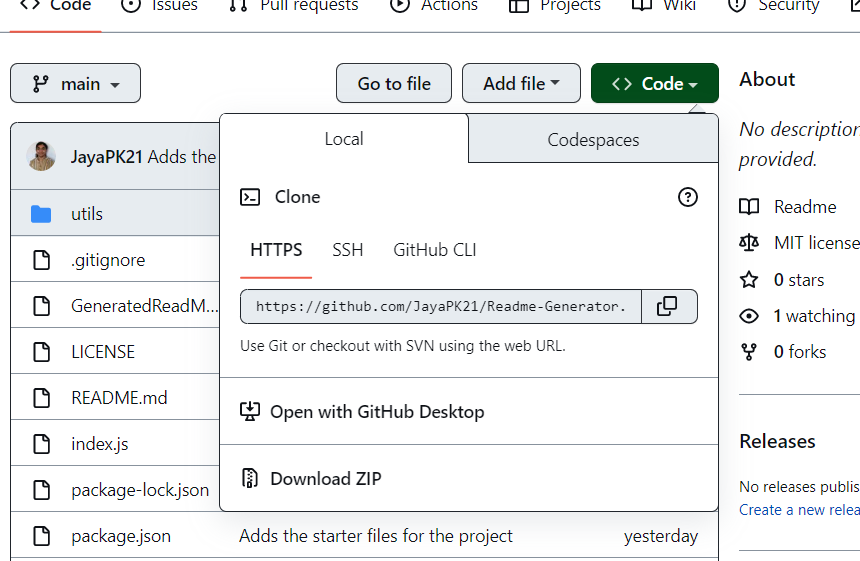 Code Issues Pull requests Actions Projects Wiki Security
main Go to file Add file Code
About
No description
provided.
Readme
MIT license
0 stars
1 watching
0 forks
Releases
No releases publis
Create a new relea
JayaPK21 Adds the
utils
.gitignore
GeneratedReadM...
LICENSE
README.md
index.js
package-lock.json
package.json Adds the starter files for the project yesterday
Local Codespaces
Clone
HTTPS SSH GitHub CLI
https://github.com/JayaPK21/Readme-Generator.
Use Git or checkout with SVN using the web URL.
Open with GitHub Desktop
Download ZIP